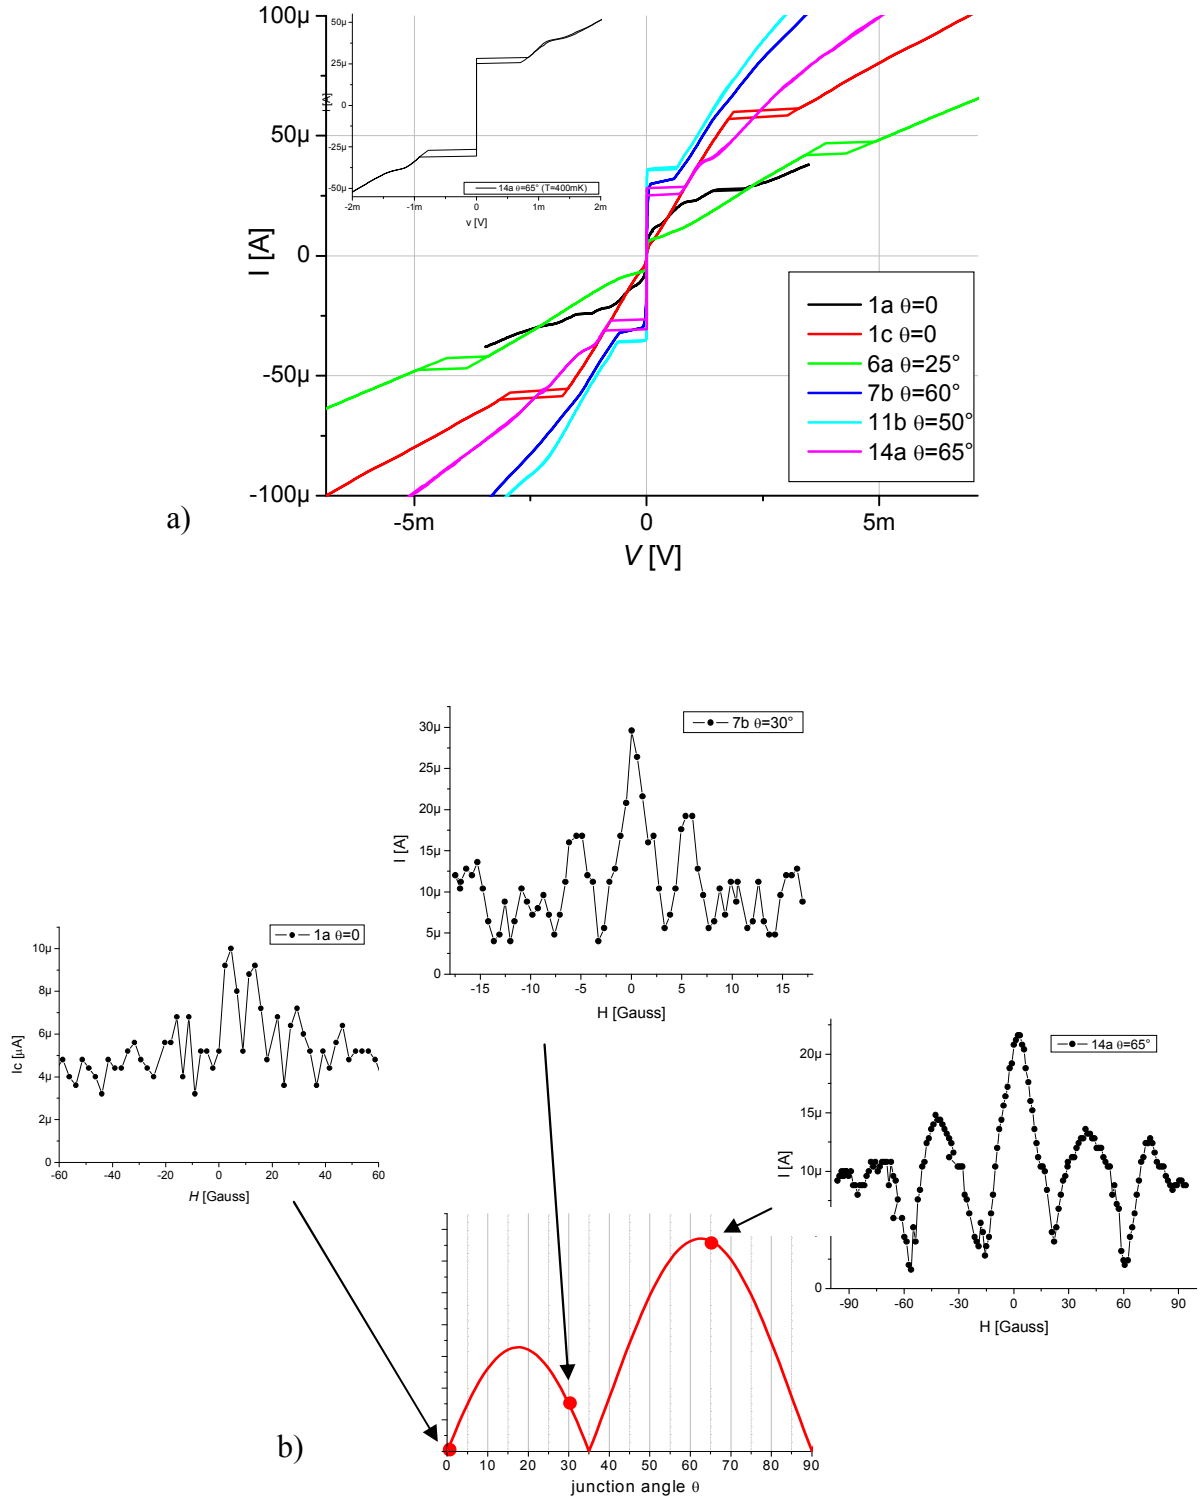 100µ
50µ
0
-50µ
-100µ
I [A]
-5m
0
5m
V [V]
50µ
25µ
0
-25µ
-50µ
I [A]
-2m
-1m
0
1m
2m
v [V]
14a θ=65° (T=400mK)
1a θ=0
1c θ=0
6a θ=25°
7b θ=60°
11b θ=50°
14a θ=65°
a)
30µ
25µ
20µ
15µ
10µ
5µ
0
I [A]
-15
-10
-5
0
5
10
15
H [Gauss]
7b θ=30°
10µ
8µ
6µ
4µ
2µ
0
Ic [µA]
-60
-40
-20
0
20
40
60
H [Gauss]
1a θ=0
20µ
15µ
10µ
5µ
0
I [A]
-90
-60
-30
0
30
60
90
H [Gauss]
14a θ=65°
b)
0
10
20
30
40
50
60
70
80
90
junction angle θ